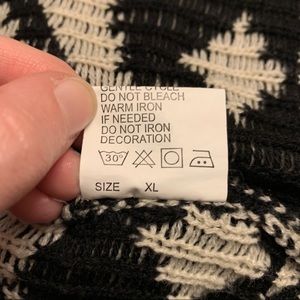 GENTLE CYCLE
DO NOT BLEACH
WARM IRON
IF NEEDED
DO NOT IRON
DECORATION
30°
SIZE XL